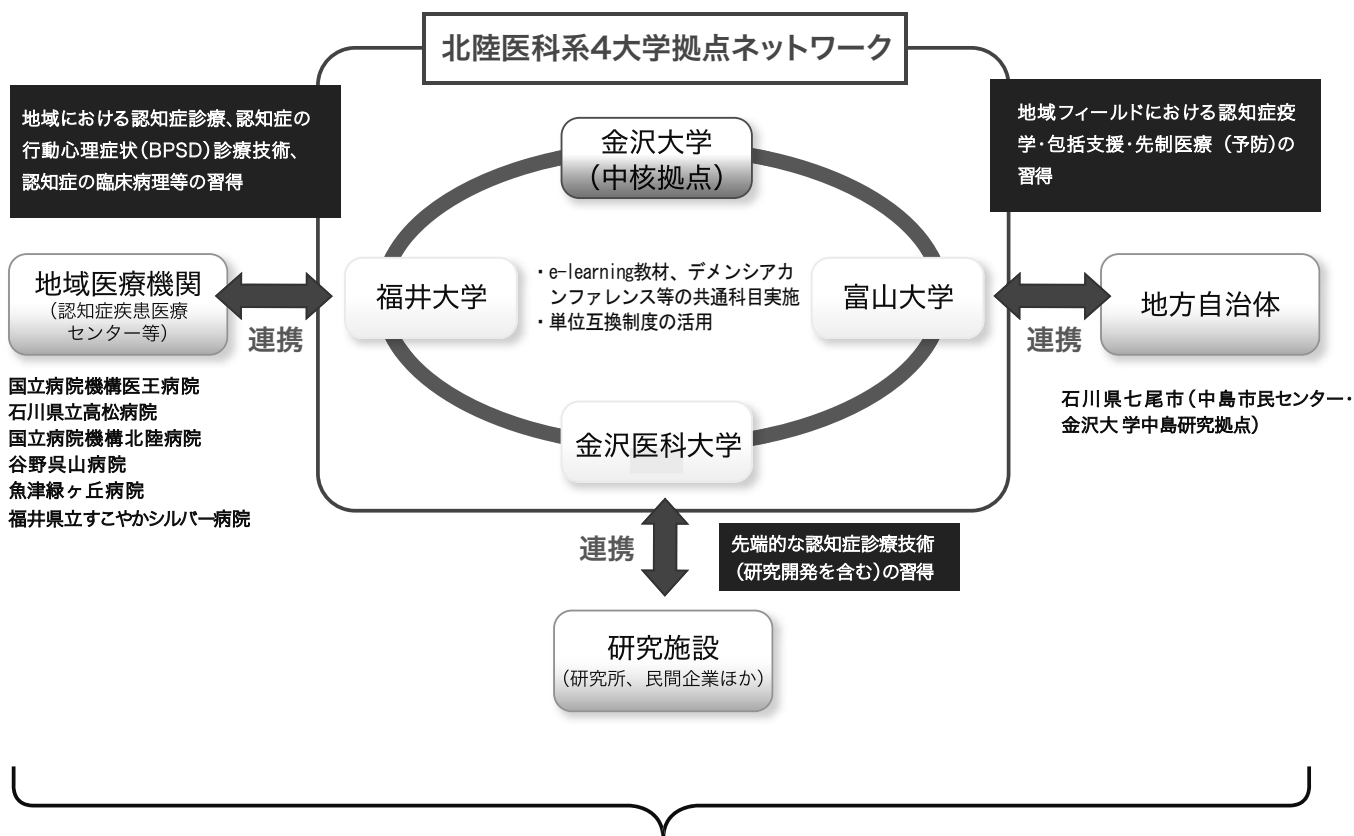 北陸医科系4大学拠点ネットワーク
地域における認知症診療、認知症の
行動心理症状(BPSD)診療技術、
認知症の臨床病理等の習得
地域フィールドにおける認知症疫
学・包括支援・先制医療（予防)の
習得
金沢大学
（中核拠点）
地域医療機関
（認知症疾患医療
センター等）
連携
福井大学
・e-learning教材、デメンシアカ
ンファレンス等の共通科目実施
・単位互換制度の活用
富山大学
連携
地方自治体
国立病院機構医王病院
石川県立高松病院
国立病院機構北陸病院
谷野呉山病院
魚津緑ヶ丘病院
福井県立すこやかシルバー病院
石川県七尾市（中島市民センター・
金沢大 学中島研究拠点）
金沢医科大学
連携
先端的な認知症診療技術
（研究開発を含む)の習得
研究施設
（研究所、民間企業ほか）